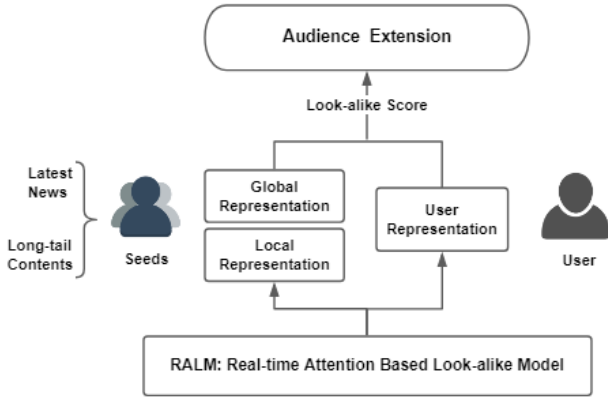 Audience Extension
Look-alike Score
Latest
News
Long-tail
Contents
Seeds
Global
Representation
Local
Representation
User
Representation
User
RALM: Real-time Attention Based Look-alike Model